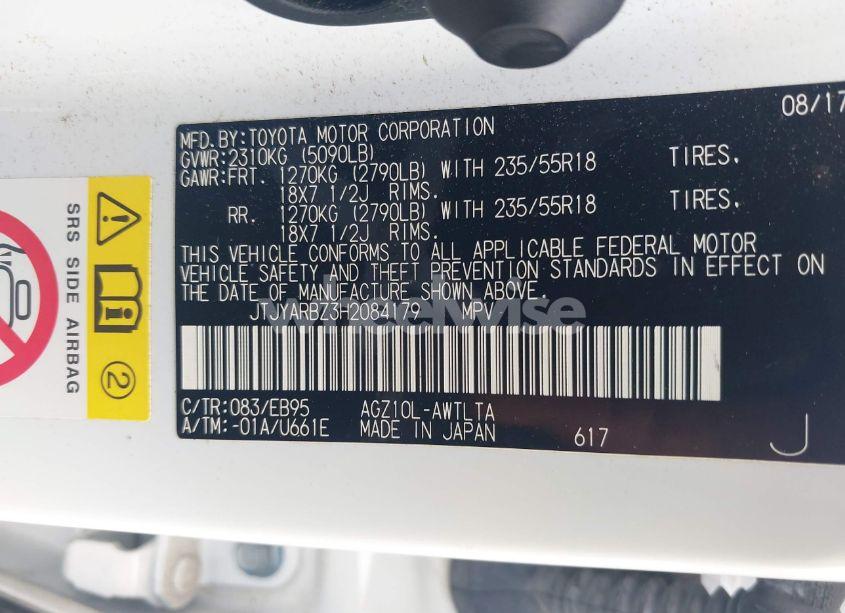 08/17
MFD.BY:TOYOTA MOTOR CORPORATION
GVWR:2310KG (5090LB)
GAWR:FRT. 1270KG (2790LB) WITH 235/55R18 TIRES.
18X7 1/2J RIMS.
RR. 1270KG (2790LB) WITH 235/55R18 TIRES.
18X7 1/2J RIMS.
THIS VEHICLE CONFORMS TO ALL APPLICABLE FEDERAL MOTOR
VEHICLE SAFETY AND THEFT PREVENTION STANDARDS IN EFFECT ON
THE DATE OF MANUFACTURE SHOWN ABOVE.
JTJYARBZ3H2084179 MPV
C/TR:083/EB95 AGZ10L-AWTLTA
A/TM:-01A/U661E MADE IN JAPAN 617 J
SRS SIDE AIRBAG
2
wheelwise